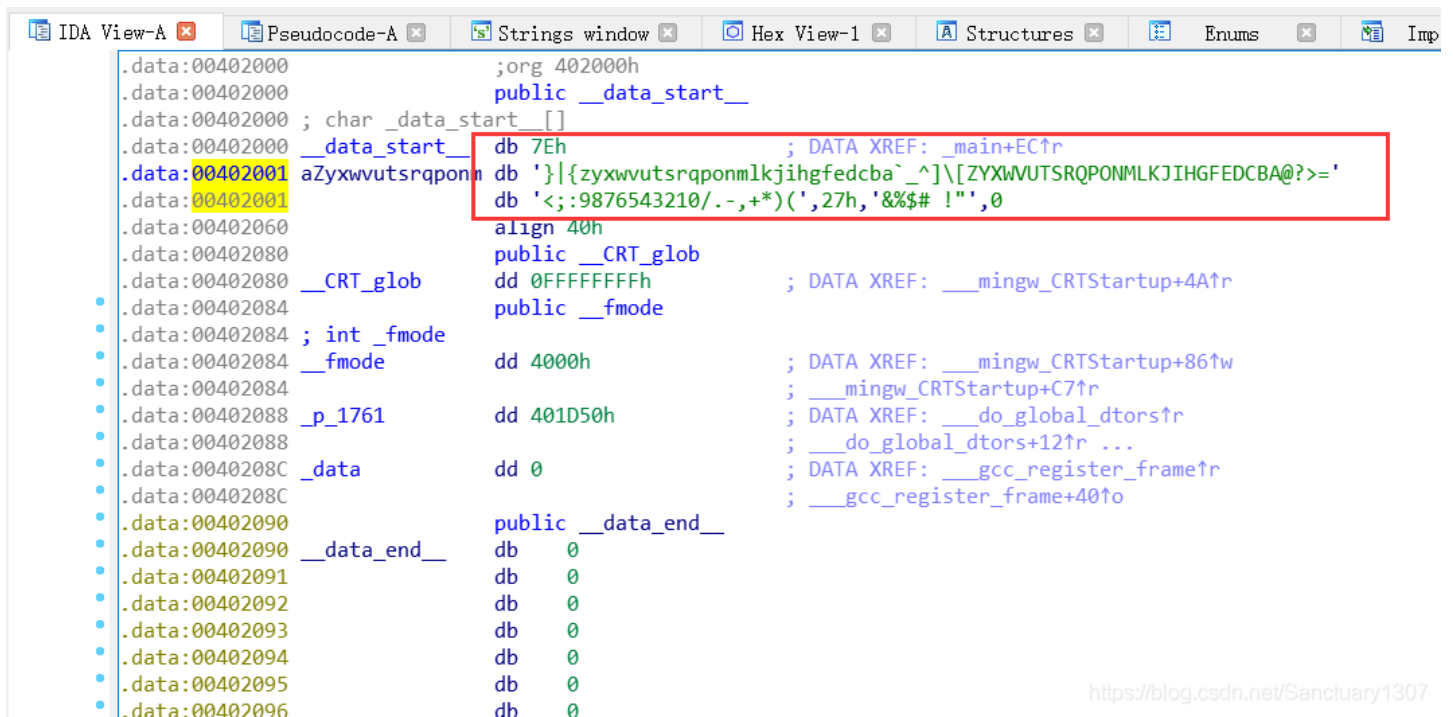 IDA View-A Pseudocode-A 's' Strings window Hex View-1 A Structures Enums Imp
.data:00402000 ;org 402000h
.data:00402000 public __data_start__
.data:00402000 ; char _data_start__[]
.data:00402000 __data_start__ db 7Eh ; DATA XREF: _main+EC↑r
.data:00402001 aZyxwvutsrqponm db '}|{zyxwvutsrqponmlkjihgfedcba`_^]\[ZYXWVUTSRQPONMLKJIHGFEDCBA@?>='
.data:00402001 db '<;:9876543210/.-,+*)(',27h,'&%$# !"',0
.data:00402060 align 40h
.data:00402080 public __CRT_glob
.data:00402080 __CRT_glob dd 0FFFFFFFFh ; DATA XREF: ___mingw_CRTStartup+4A↑r
.data:00402084 public __fmode
.data:00402084 ; int _fmode
.data:00402084 __fmode dd 4000h ; DATA XREF: ___mingw_CRTStartup+86↑w
.data:00402084 ; ___mingw_CRTStartup+C7↑r
.data:00402088 _p_1761 dd 401D50h ; DATA XREF: ___do_global_dtors↑r
.data:00402088 ; ___do_global_dtors+12↑r ...
.data:0040208C _data dd 0 ; DATA XREF: ___gcc_register_frame↑r
.data:0040208C ; ___gcc_register_frame+40↑o
.data:00402090 public __data_end__
.data:00402090 __data_end__ db 0
.data:00402091 db 0
.data:00402092 db 0
.data:00402093 db 0
.data:00402094 db 0
.data:00402095 db 0
.data:00402096 db 0
https://blog.csdn.net/Sanctuary1307